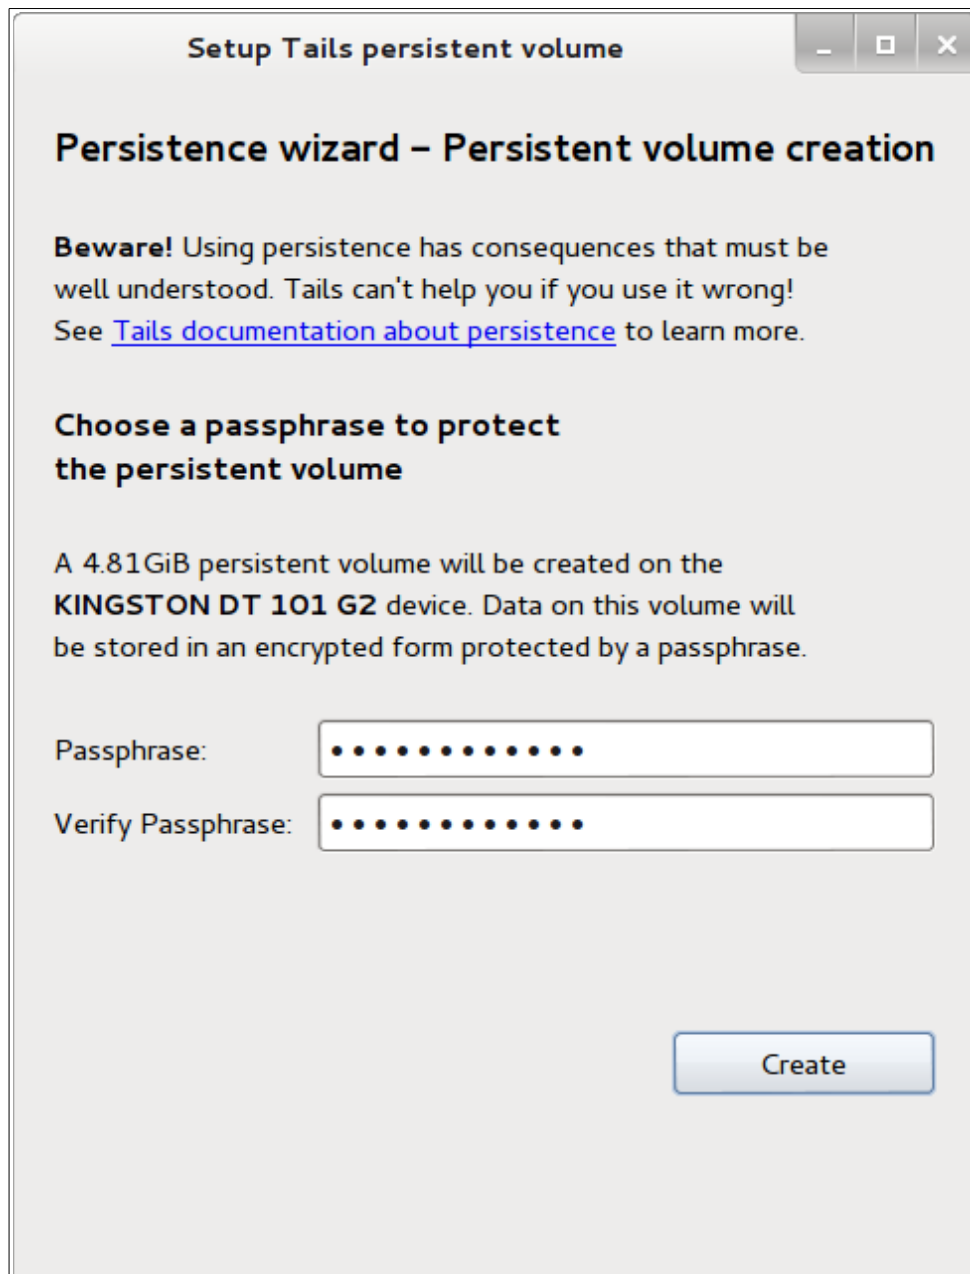 Setup Tails persistent volume
Persistence wizard – Persistent volume creation
Beware! Using persistence has consequences that must be
well understood. Tails can't help you if you use it wrong!
See Tails documentation about persistence to learn more.
Choose a passphrase to protect
the persistent volume
A 4.81GiB persistent volume will be created on the
KINGSTON DT 101 G2 device. Data on this volume will
be stored in an encrypted form protected by a passphrase.
Passphrase: ••••••••••••
Verify Passphrase: ••••••••••••
Create